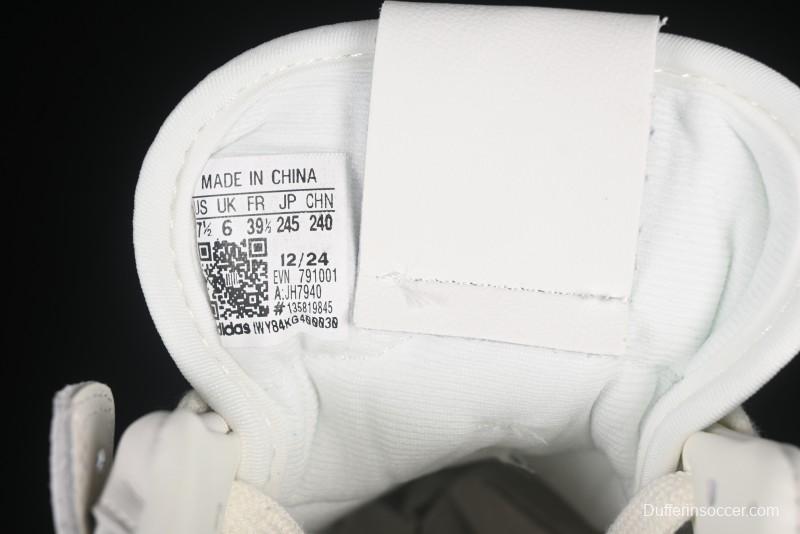 MADE IN CHINA
US UK FR JP CHN
7½ 6 39⅓ 245 240
12/24
EVN 791001
A:JH7940
#135819845
adidas IWY84KG400030
Dufferinsoccer.com